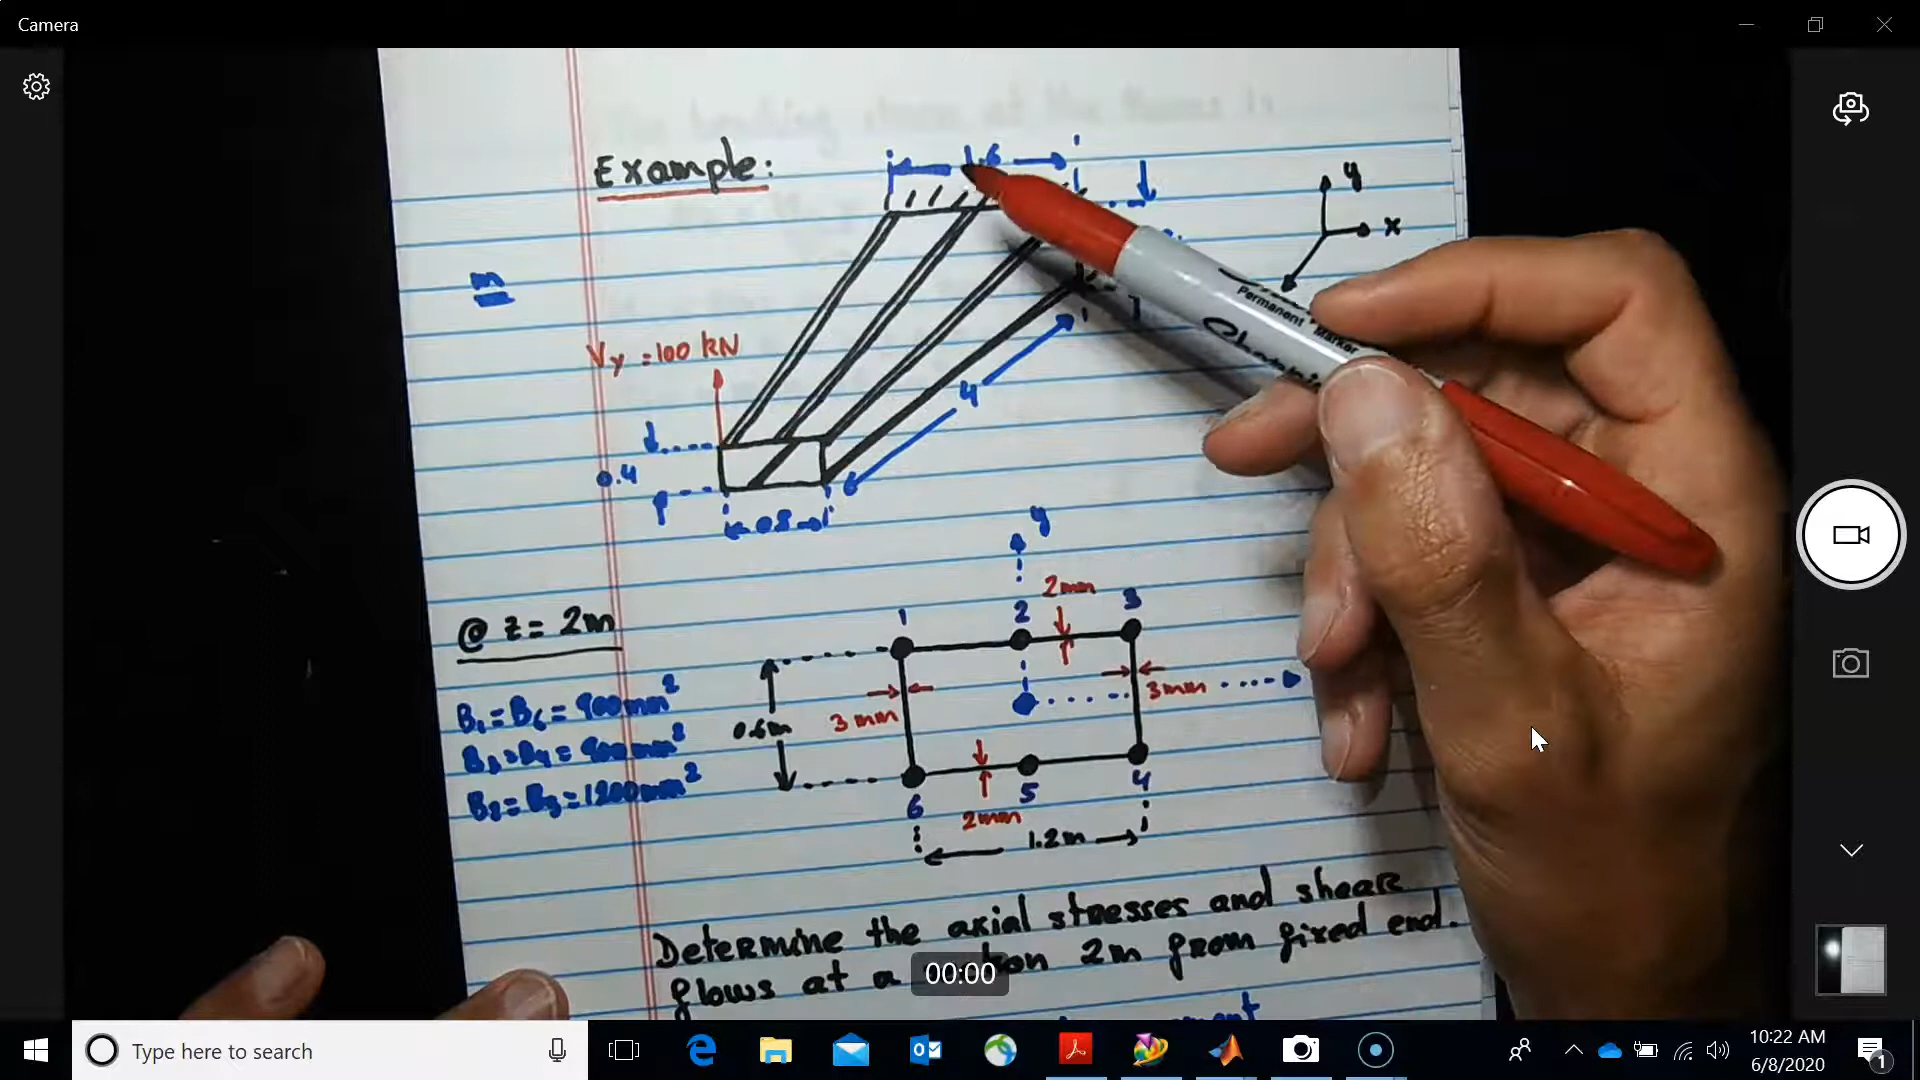 Camera
Example:
1.6
y
x
m
Vy = 100 kN
4
0.4
0.8
y
@ z = 2m
1
2
2mm
3
B1 = B6 = 900mm²
0.6m
3 mm
3mm
B3 = B4 = 900mm²
B2 = B5 = 1200mm²
6
2mm
5
4
1.2m
Determine the axial stresses and shear
flows at a 2m from fixed end.
00:00
Permanent Marker
Type here to search
10:22 AM
6/8/2020
1